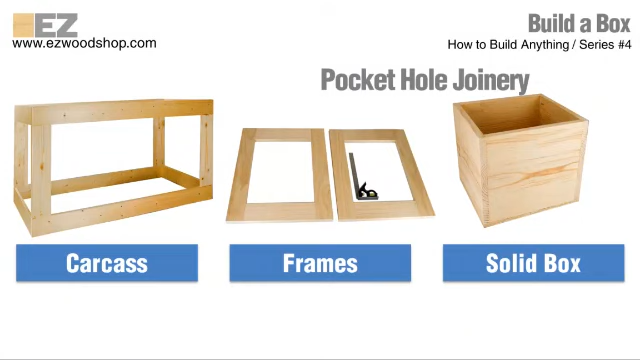 EZ
www.ezwoodshop.com
Build a Box
How to Build Anything / Series #4
Pocket Hole Joinery
Carcass
Frames
Solid Box